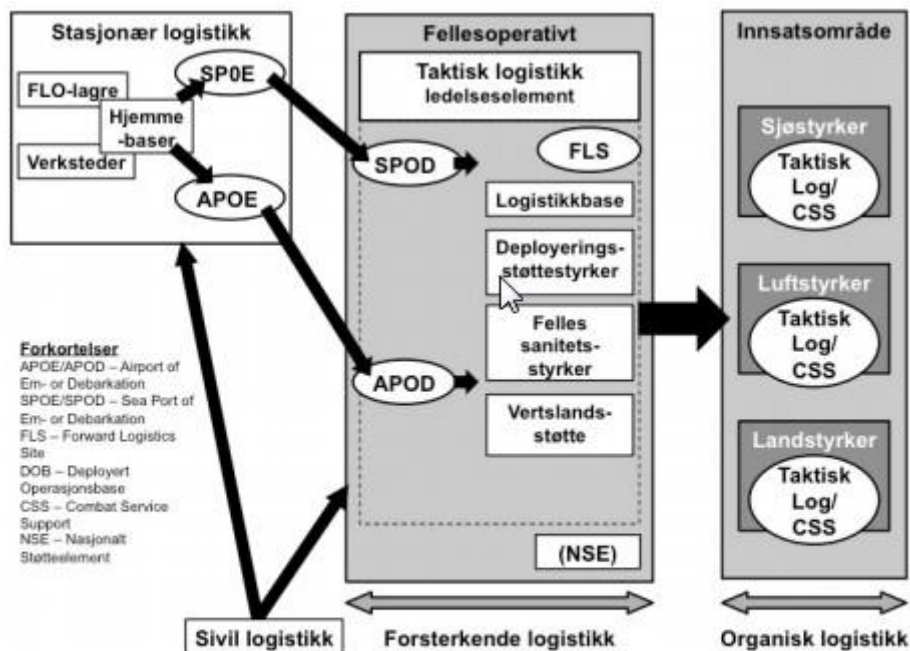 Stasjonær logistikk
FLO-lagre
Hjemme
-baser
Verksteder
SP0E
APOE
Forkortelser
APOE/APOD – Airport of
Em- or Debarkation
SPOE/SPOD – Sea Port of
Em- or Debarkation
FLS – Forward Logistics
Site
DOB – Deployert
Operasjonsbase
CSS – Combat Service
Support
NSE – Nasjonalt
Støtteelement
Sivil logistikk
Fellesoperativt
Taktisk logistikk
ledelseselement
SPOD
FLS
Logistikkbase
Deployerings-
støttestyrker
Felles
sanitets-
styrker
APOD
Vertslands-
støtte
(NSE)
Forsterkende logistikk
Innsatsområde
Sjøstyrker
Taktisk
Log/
CSS
Luftstyrker
Taktisk
Log/
CSS
Landstyrker
Taktisk
Log/
CSS
Organisk logistikk